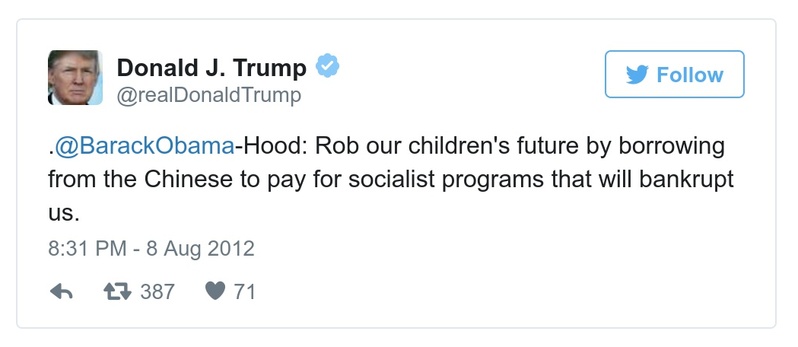 Donald J. Trump
@realDonaldTrump
Follow
.@BarackObama-Hood: Rob our children's future by borrowing
from the Chinese to pay for socialist programs that will bankrupt
us.
8:31 PM - 8 Aug 2012
387 71